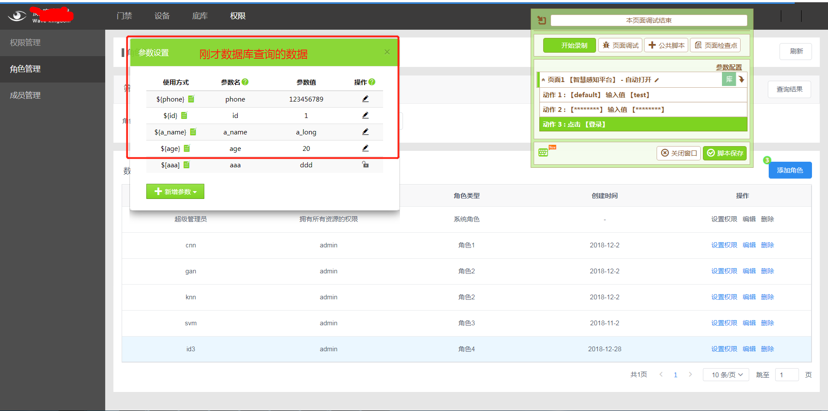 门禁 设备 底库 权限
权限管理
角色管理
成员管理
参数设置
刚才数据库查询的数据
使用方式 参数名 参数值 操作
${phone} phone 123456789
${id} id 1
${a_name} a_name a_long
${age} age 20
${aaa} aaa ddd
新增参数
本页面调试结束
开始录制 页面调试 公共脚本 页面检查点
参数配置
页面1 【智慧感知平台】 - 自动打开
库
动作 1：【default】 输入值 【test】
动作 2：【********】 输入值 【********】
动作 3：点击 【登录】
关闭窗口 脚本保存
刷新
查询结果
添加角色
角色类型 创建时间 操作
超级管理员 拥有所有资源的权限 系统角色 - 设置权限 编辑 删除
cnn admin 角色1 2018-12-2 设置权限 编辑 删除
gan admin 角色2 2018-12-2 设置权限 编辑 删除
knn admin 角色2 2018-12-2 设置权限 编辑 删除
svm admin 角色3 2018-11-2 设置权限 编辑 删除
id3 admin 角色4 2018-12-28 设置权限 编辑 删除
共1页 1 10 条/页 跳至 1 页